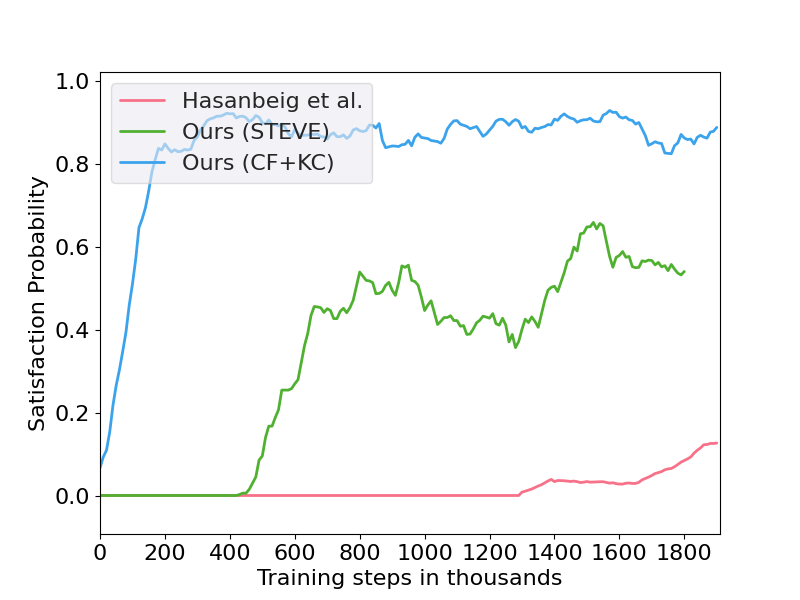 Hasanbeig et al.
Ours (STEVE)
Ours (CF+KC)
1.0
0.8
0.6
0.4
0.2
0.0
Satisfaction Probability
0 200 400 600 800 1000 1200 1400 1600 1800
Training steps in thousands